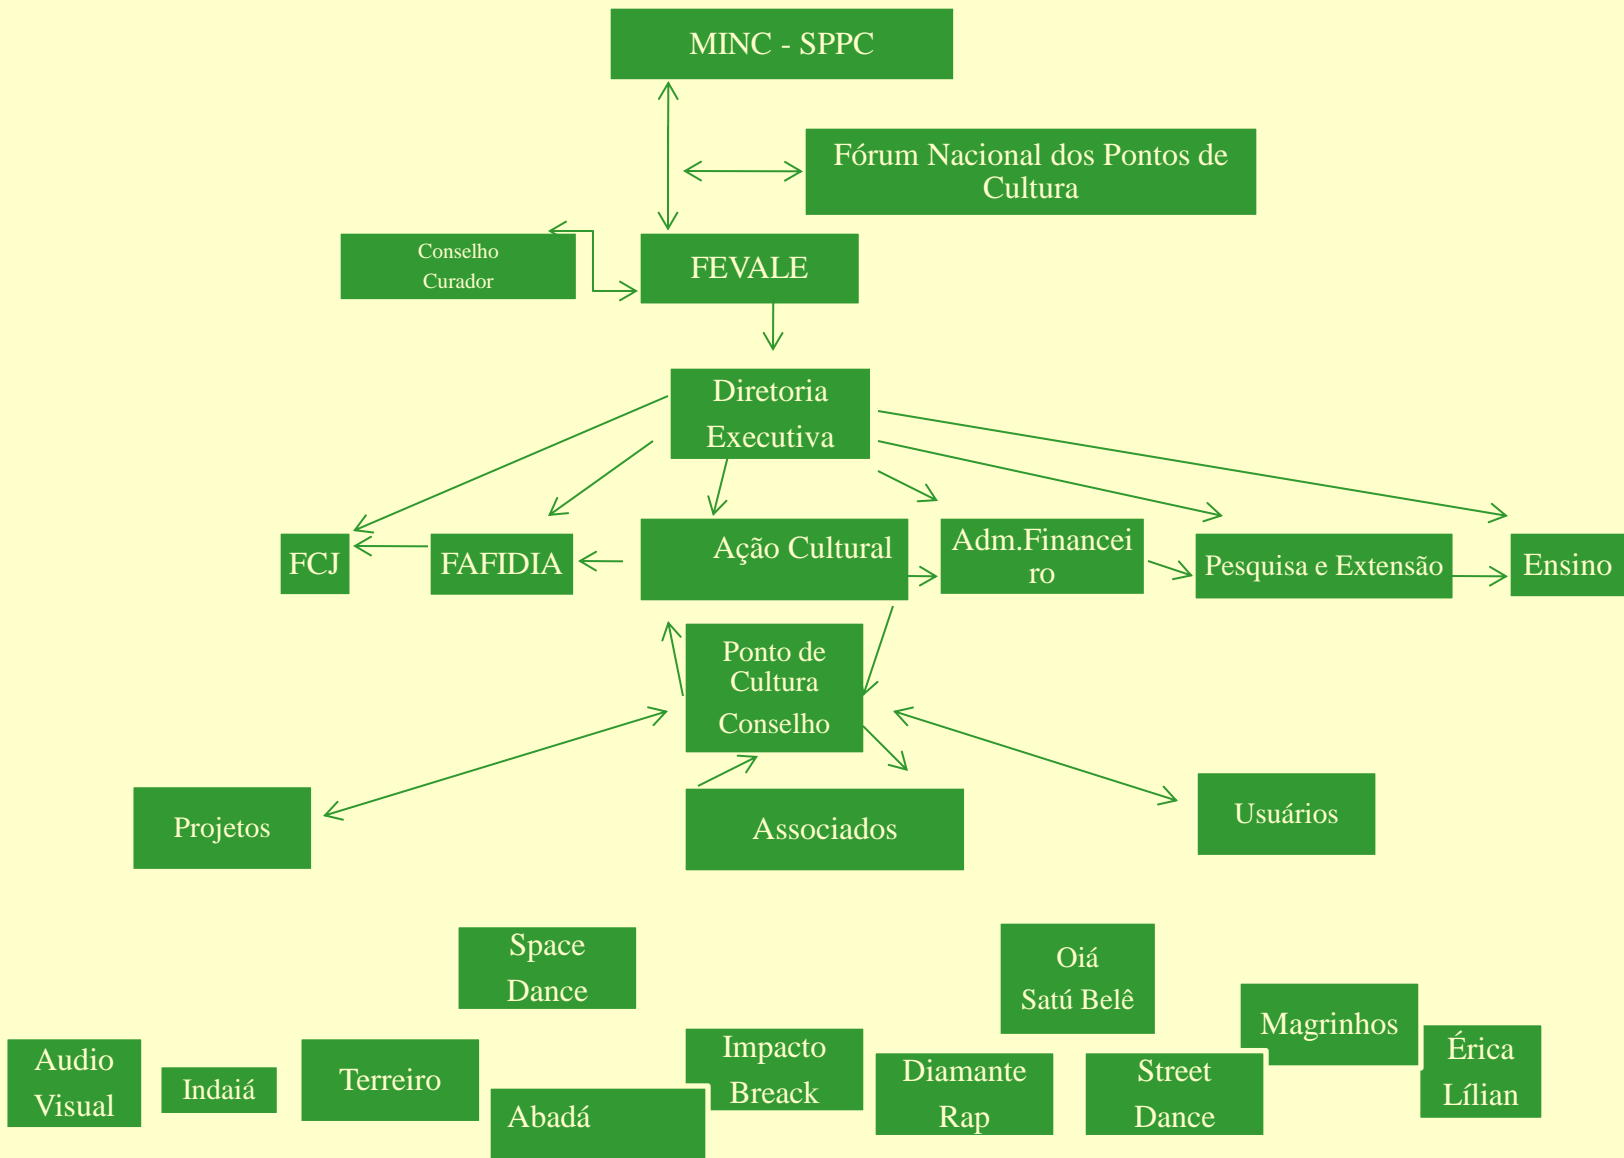 MINC - SPPC
Fórum Nacional dos Pontos de
Cultura
Conselho
Curador
FEVALE
Diretoria
Executiva
FCJ
FAFIDIA
Ação Cultural
Adm.Financei
ro
Pesquisa e Extensão
Ensino
Ponto de
Cultura
Conselho
Projetos
Associados
Usuários
Space
Dance
Oiá
Satú Belê
Audio
Visual
Indaiá
Terreiro
Abadá
Impacto
Breack
Diamante
Rap
Street
Dance
Magrinhos
Érica
Lílian